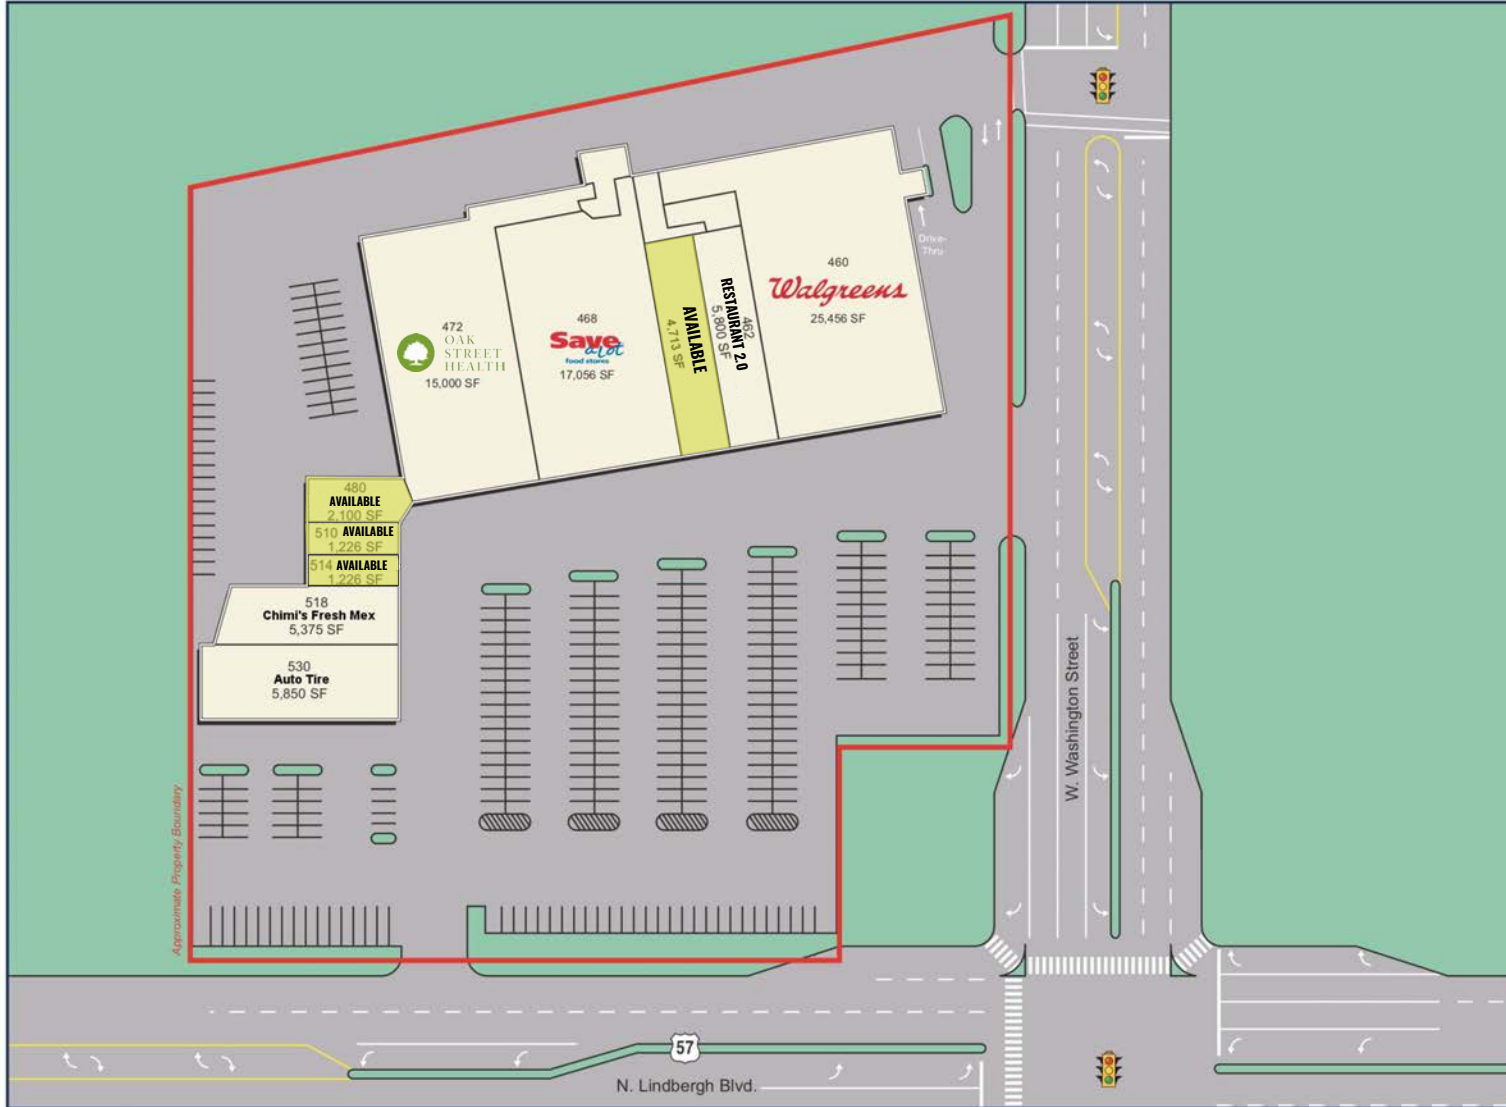 Drive-
Thru
460
Walgreens
25,456 SF
462
RESTAURANT 2.0
5,800 SF
AVAILABLE
4,713 SF
468
Save
a lot
food stores
17,056 SF
472
OAK
STREET
HEALTH
15,000 SF
480
AVAILABLE
2,100 SF
510 AVAILABLE
1,226 SF
514 AVAILABLE
1,226 SF
518
Chimi's Fresh Mex
5,375 SF
530
Auto Tire
5,850 SF
W. Washington Street
Approximate Property Boundary
57
N. Lindbergh Blvd.